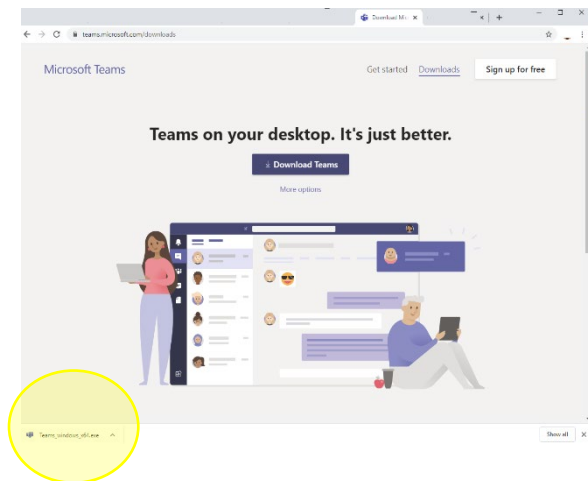 Download Mic
teams.microsoft.com/downloads
Microsoft Teams
Get started Downloads Sign up for free
Teams on your desktop. It's just better.
Download Teams
More options
Teams_windows_x64.exe
Show all